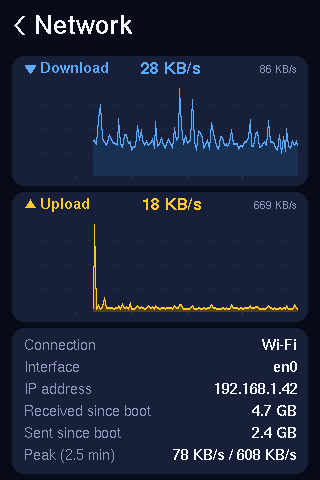 Network
Download 28 KB/s 86 KB/s
Upload 18 KB/s 669 KB/s
Connection Wi-Fi
Interface en0
IP address 192.168.1.42
Received since boot 4.7 GB
Sent since boot 2.4 GB
Peak (2.5 min) 78 KB/s / 608 KB/s